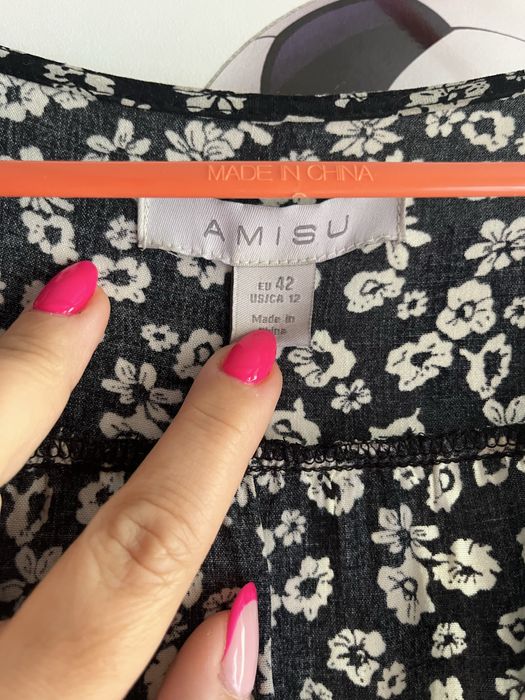 MADE IN CHINA
AMISU
EU 42
US/CA 12
Made in
China